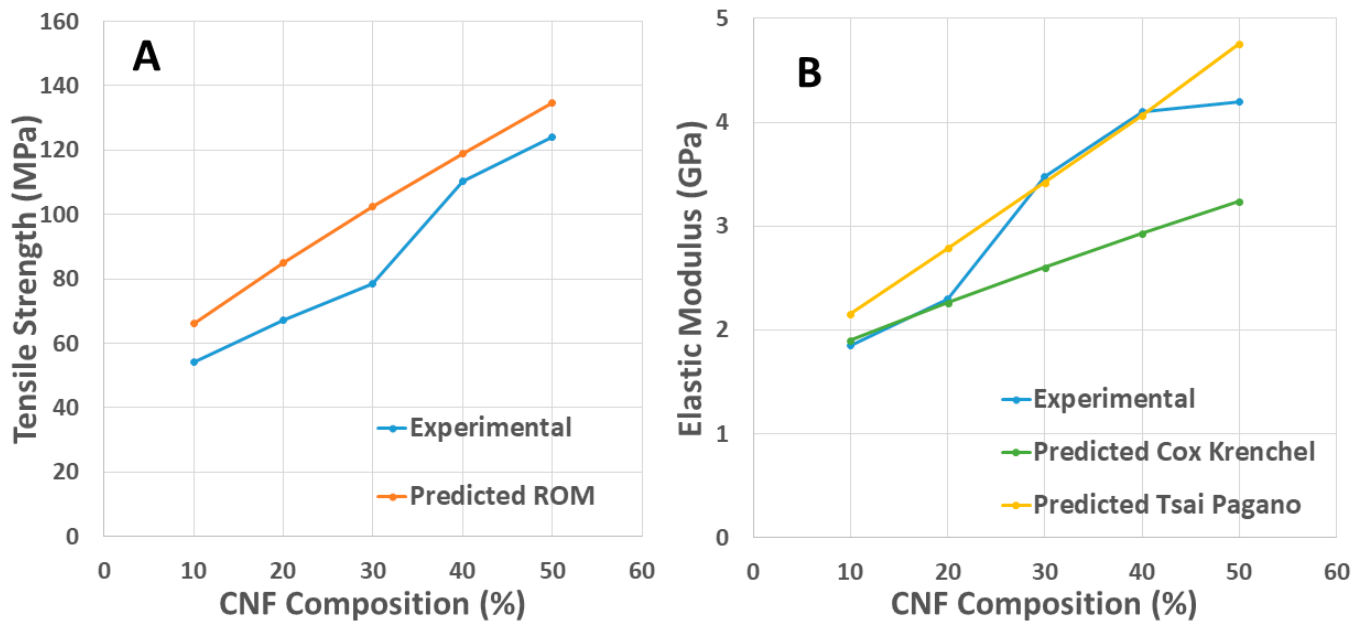 A
Tensile Strength (MPa)
160
140
120
100
80
60
40
20
0
0 10 20 30 40 50 60
CNF Composition (%)
Experimental
Predicted ROM
B
Elastic Modulus (GPa)
5
4
3
2
1
0
0 10 20 30 40 50 60
CNF Composition (%)
Experimental
Predicted Cox Krenchel
Predicted Tsai Pagano